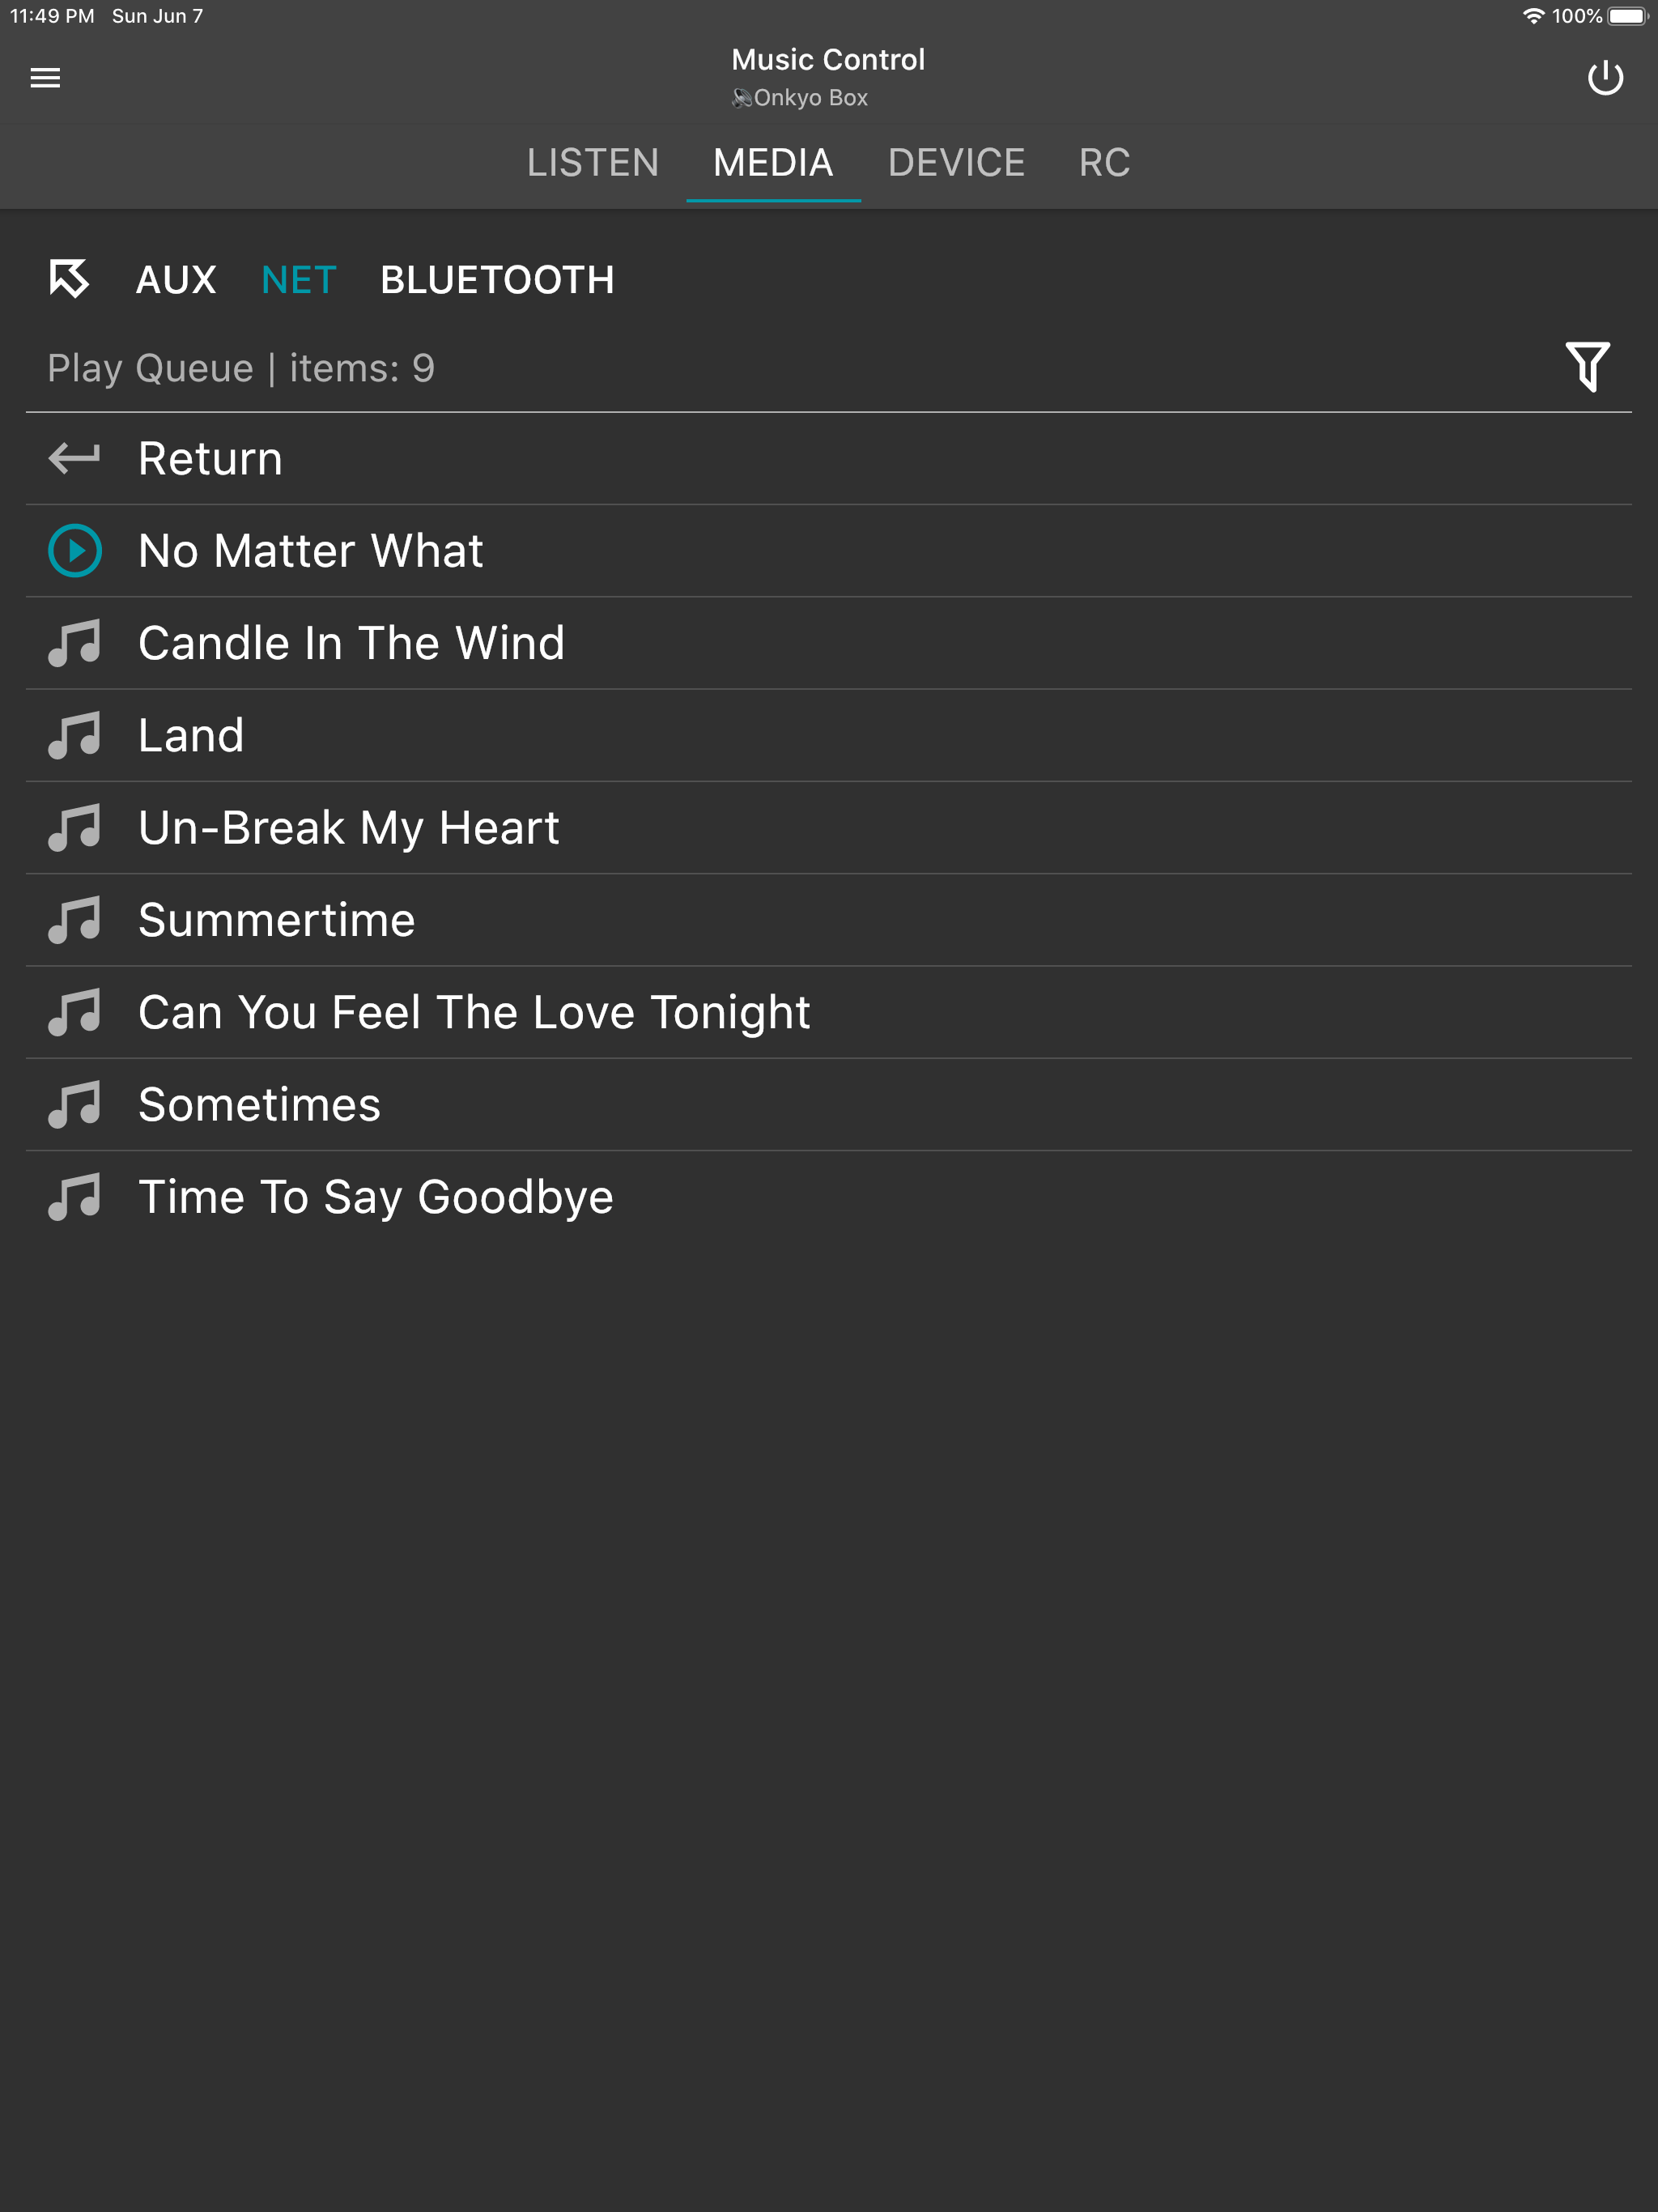 11:49 PM Sun Jun 7 100%
Music Control
Onkyo Box
LISTEN MEDIA DEVICE RC
AUX NET BLUETOOTH
Play Queue | items: 9
Return
No Matter What
Candle In The Wind
Land
Un-Break My Heart
Summertime
Can You Feel The Love Tonight
Sometimes
Time To Say Goodbye